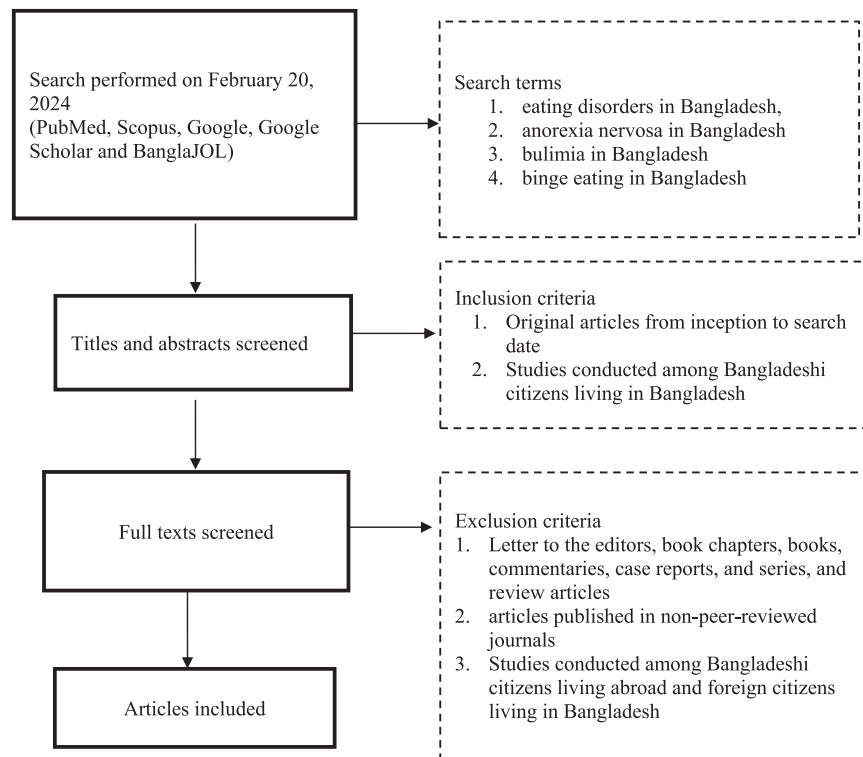 Search performed on February 20,
2024
(PubMed, Scopus, Google, Google
Scholar and BanglaJOL)
Search terms
1. eating disorders in Bangladesh,
2. anorexia nervosa in Bangladesh
3. bulimia in Bangladesh
4. binge eating in Bangladesh
Titles and abstracts screened
Inclusion criteria
1. Original articles from inception to search
date
2. Studies conducted among Bangladeshi
citizens living in Bangladesh
Full texts screened
Exclusion criteria
1. Letter to the editors, book chapters, books,
commentaries, case reports, and series, and
review articles
2. articles published in non-peer-reviewed
journals
3. Studies conducted among Bangladeshi
citizens living abroad and foreign citizens
living in Bangladesh
Articles included